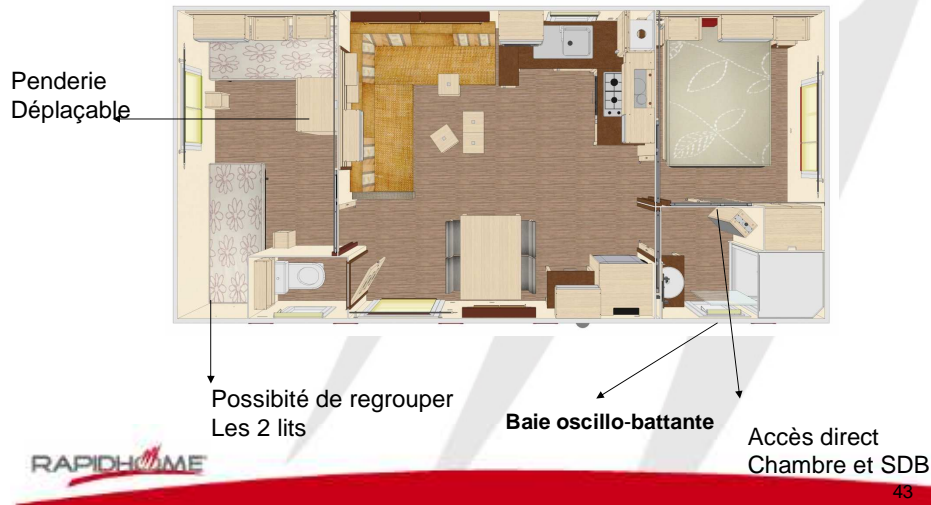 Penderie
Déplaçable
Possibité de regrouper
Les 2 lits
Baie oscillo-battante
Accès direct
Chambre et SDB
RAPIDHOME
43